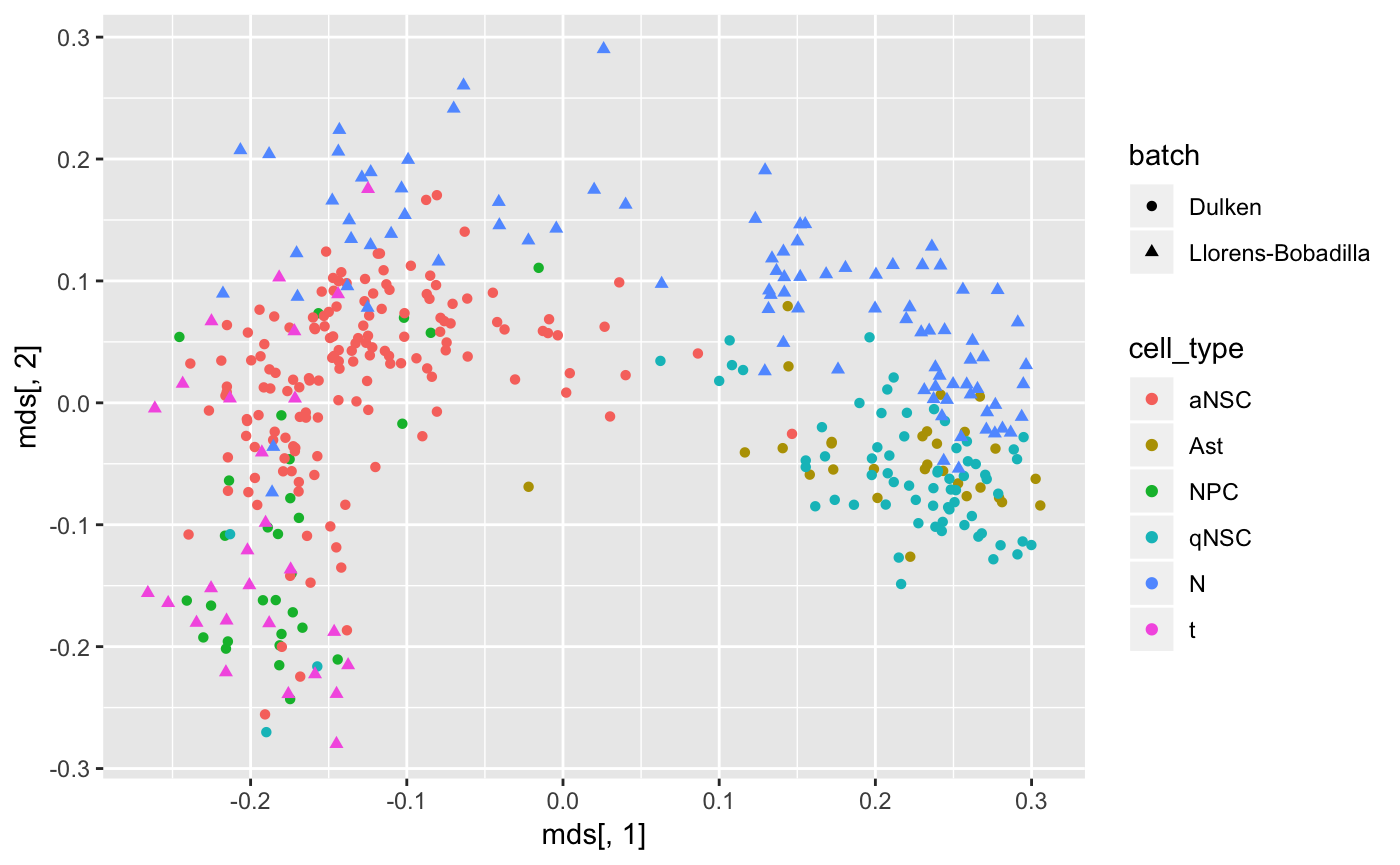 0.3
0.2
0.1
0.0
-0.1
-0.2
-0.3
mds[, 2]
-0.2
-0.1
0.0
0.1
0.2
0.3
mds[, 1]
batch
Dulken
Llorens-Bobadilla
cell_type
aNSC
Ast
NPC
qNSC
N
t